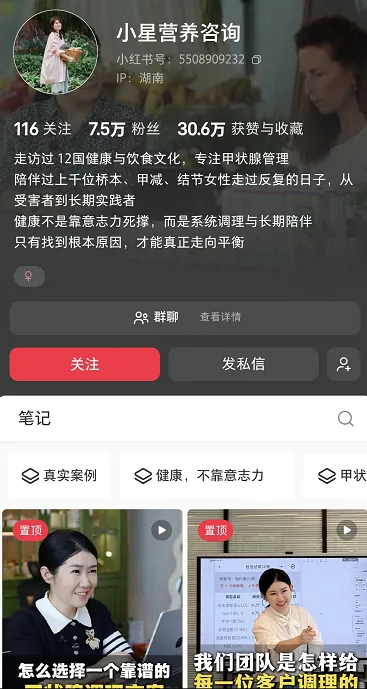 小星营养咨询
小红书号：5508909232
IP：湖南
116 关注 7.5万 粉丝 30.6万 获赞与收藏
走访过 12国健康与饮食文化，专注甲状腺管理
陪伴过上千位桥本、甲减、结节女性走过反复的日子，从
受害者到长期实践者
健康不是靠意志力死撑，而是系统调理与长期陪伴
只有找到根本原因，才能真正走向平衡
♀
群聊 查看详情
关注 发私信
笔记
真实案例 健康，不靠意志力 甲状
置顶 置顶
怎么选择一个靠谱的
我们团队是怎样给
每一位客户调理的